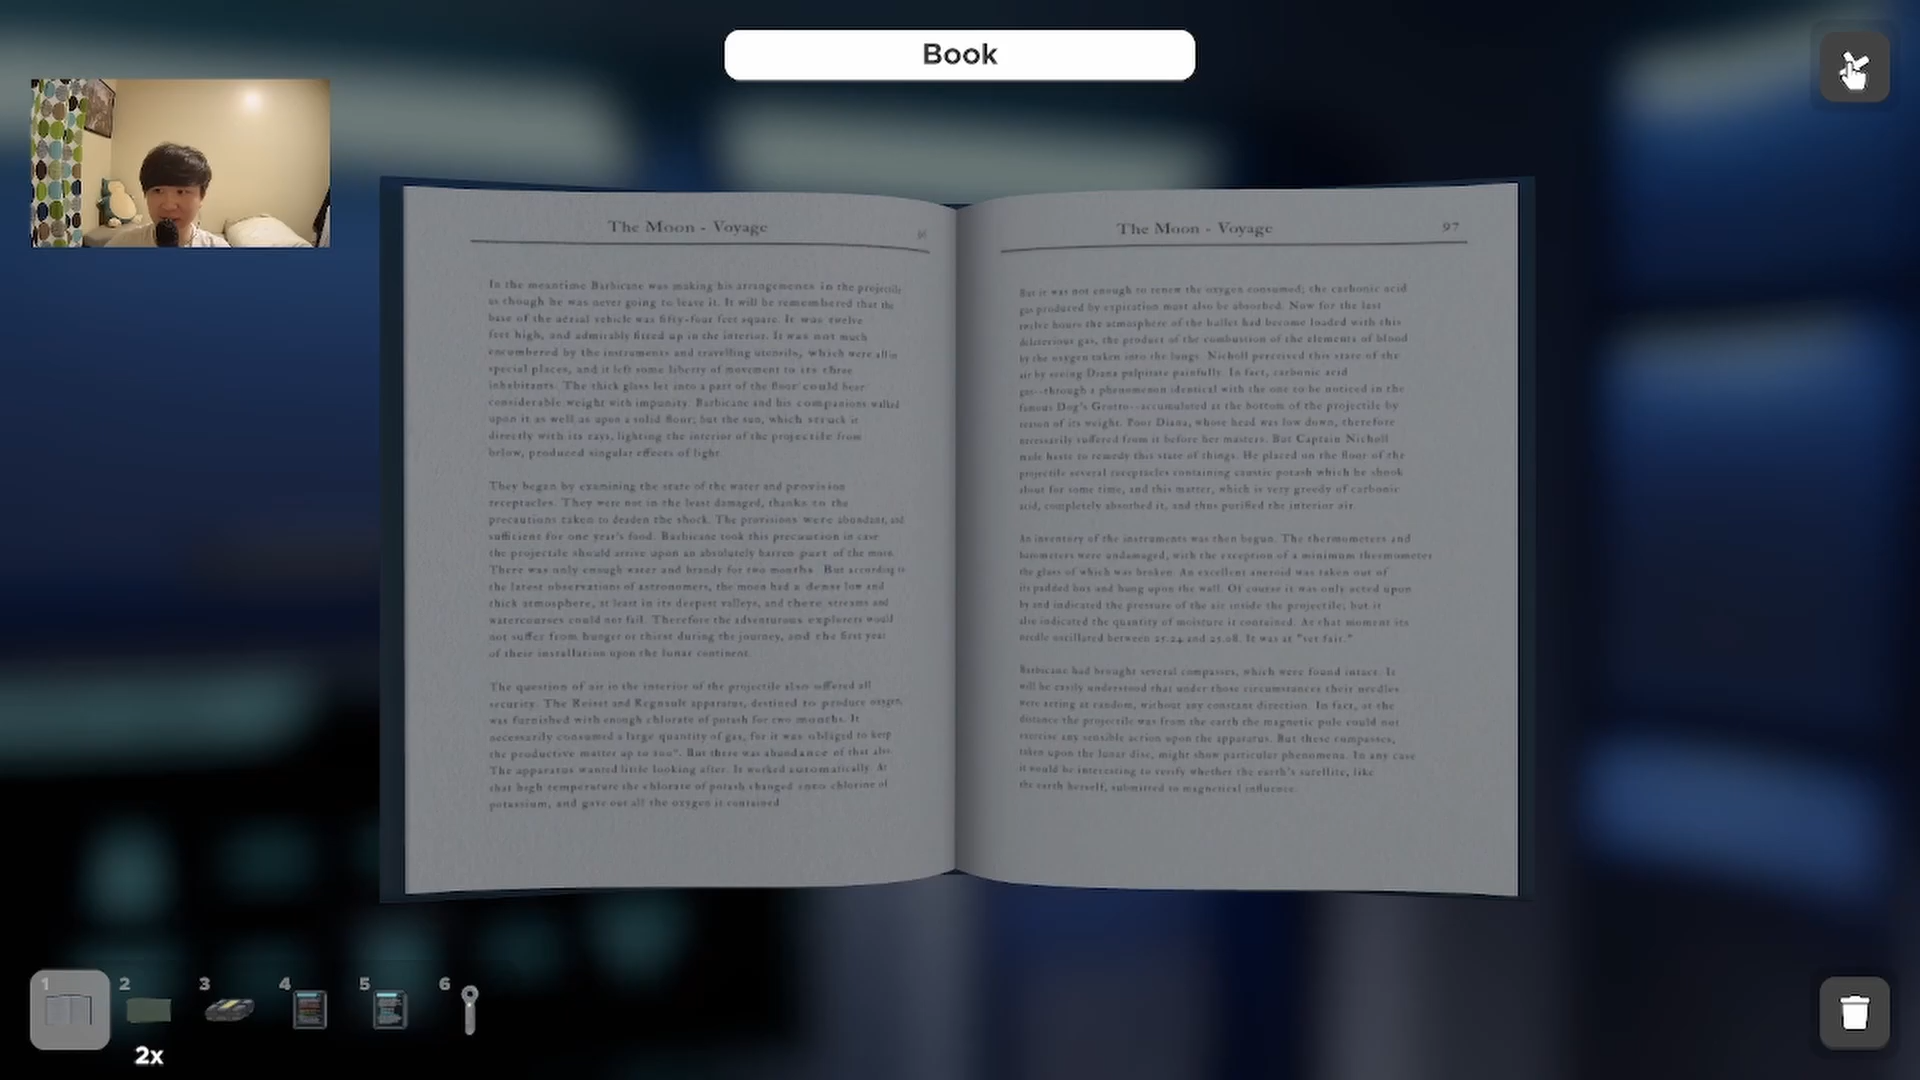 Book
The Moon - Voyage
In the meantime Barbicane was making his arrangements in the projectile
as though he was never going to leave it. It will be remembered that the
base of the aerial vehicle was fifty-four feet square. It was twelve
feet high, and admirably fitted up in the interior. It was not much
encumbered by the instruments and travelling utensils, which were all in
special places, and it left some liberty of movement to its three
inhabitants. The thick glass let into a part of the floor could bear
considerable weight with impunity. Barbicane and his companions walked
upon it as well as upon a solid floor; but the sun, which struck it
directly with its rays, lighting the interior of the projectile from
below, produced singular effects of light.
They began by examining the state of the water and provision
receptacles. They were not in the least damaged, thanks to the
precautions taken to deaden the shock. The provisions were abundant, and
sufficient for one year's food. Barbicane took this precaution in case
the projectile should arrive upon an absolutely barren part of the moon.
There was only enough water and brandy for two months. But according to
the latest observations of astronomers, the moon had a dense low and
thick atmosphere, at least in its deepest valleys, and there streams and
watercourses could not fail. Therefore the adventurous explorers would
not suffer from hunger or thirst during the journey, and the first year
of their installation upon the lunar continent.
The question of air in the interior of the projectile also offered all
security. The Reiset and Regnault apparatus, destined to produce oxygen,
was furnished with enough chlorate of potash for two months. It
necessarily consumed a large quantity of gas, for it was obliged to keep
the productive matter up to 100°. But there was abundance of that also.
The apparatus wanted little looking after. It worked automatically. At
that high temperature the chlorate of potash changed into chlorine of
potassium, and gave out all the oxygen it contained
The Moon - Voyage 97
But it was not enough to renew the oxygen consumed; the carbonic acid
gas produced by expiration must also be absorbed. Now for the last
twelve hours the atmosphere of the bullet had become loaded with this
deleterious gas, the product of the combustion of the elements of blood
by the oxygen taken into the lungs. Nicholl perceived this state of the
air by seeing Diana palpitate painfully. In fact, carbonic acid
gas--through a phenomenon identical with the one to be noticed in the
famous Dog's Grotto--accumulated at the bottom of the projectile by
reason of its weight. Poor Diana, whose head was low down, therefore
necessarily suffered from it before her masters. But Captain Nicholl
made haste to remedy this state of things. He placed on the floor of the
projectile several receptacles containing caustic potash which he shook
about for some time, and this matter, which is very greedy of carbonic
acid, completely absorbed it, and thus purified the interior air.
An inventory of the instruments was then begun. The thermometers and
barometers were undamaged, with the exception of a minimum thermometer
the glass of which was broken. An excellent aneroid was taken out of
its padded box and hung upon the wall. Of course it was only acted upon
by and indicated the pressure of the air inside the projectile; but it
also indicated the quantity of moisture it contained. At that moment its
needle oscillated between 25.24 and 25.08. It was at "set fair."
Barbicane had brought several compasses, which were found intact. It
will be easily understood that under those circumstances their needles
were acting at random, without any constant direction. In fact, at the
distance the projectile was from the earth the magnetic pole could not
exercise any sensible action upon the apparatus. But these compasses,
taken upon the lunar disc, might show particular phenomena. In any case
it would be interesting to verify whether the earth's satellite, like
the earth herself, submitted to magnetical influence.
1 2 3 4 5 6
2x